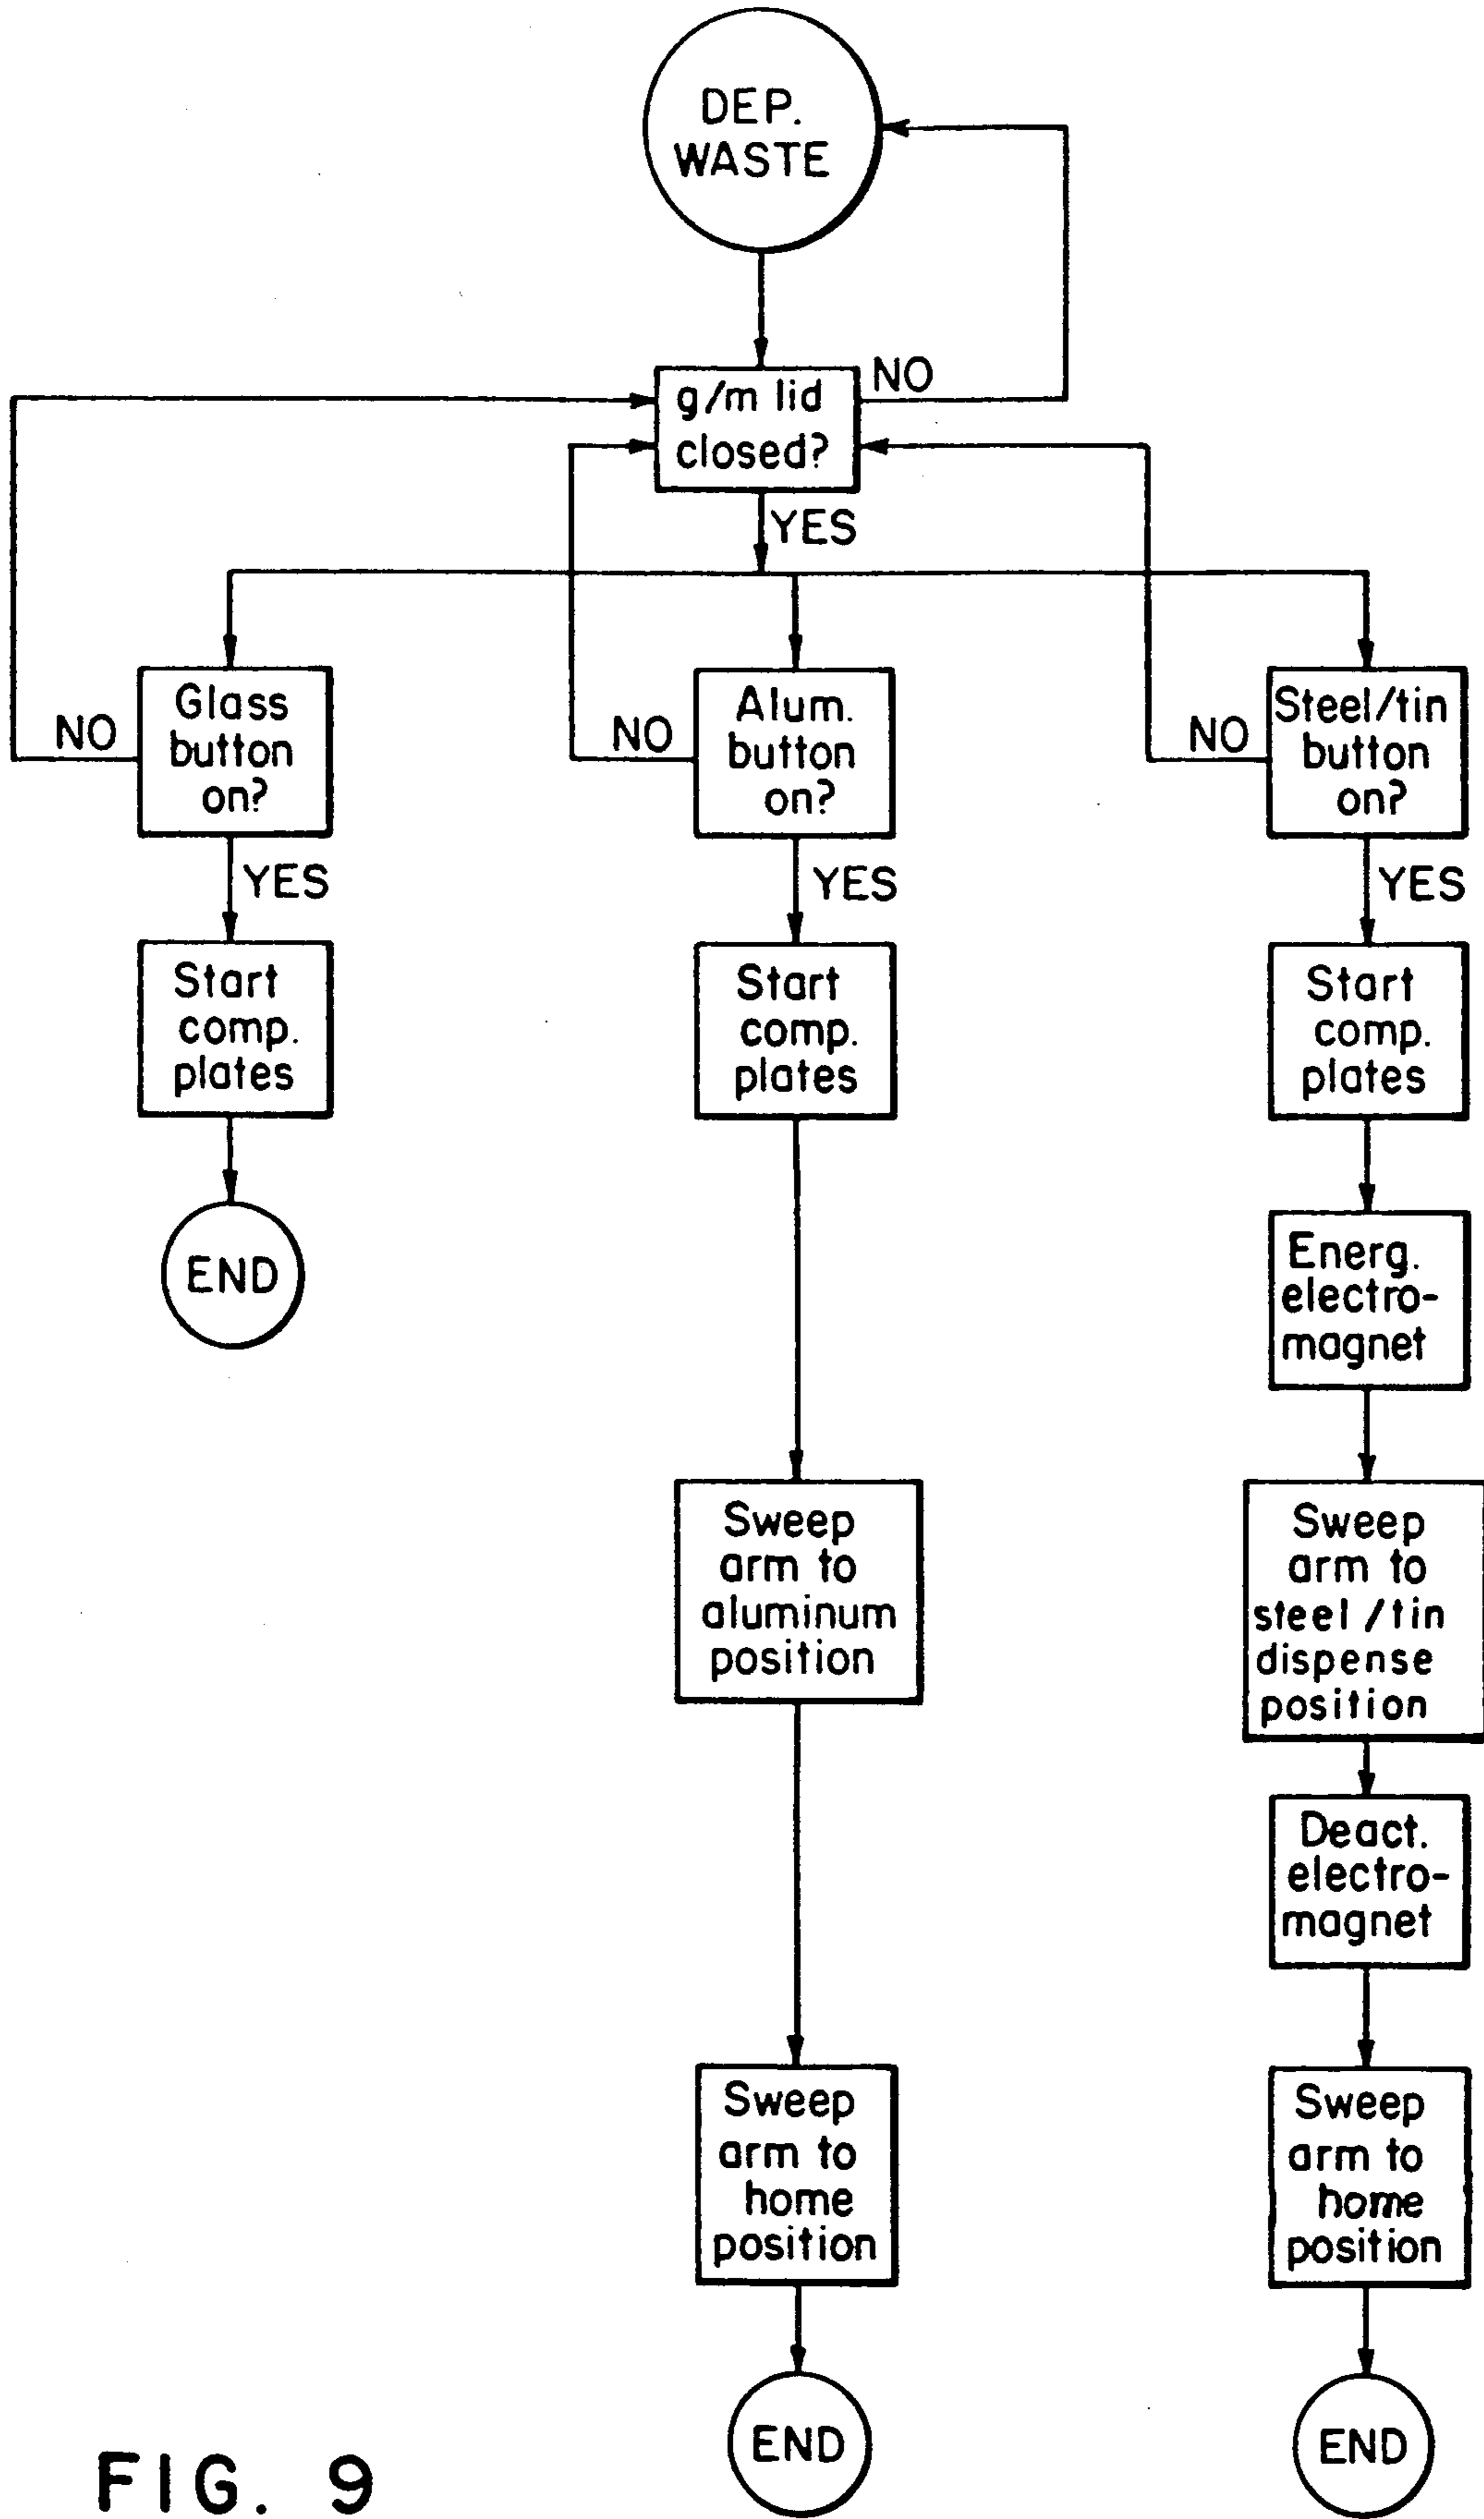 DEP.
WASTE
NO
g/m lid
closed?
YES
NO
Glass
button
on?
NO
Alum.
button
on?
NO
Steel/tin
button
on?
YES
YES
YES
Start
comp.
plates
Start
comp.
plates
Start
comp.
plates
END
Energ.
electro-
magnet
Sweep
arm to
aluminum
position
Sweep
arm to
steel/tin
dispense
position
Deact.
electro-
magnet
Sweep
arm to
home
position
Sweep
arm to
home
position
END
END
FIG. 9